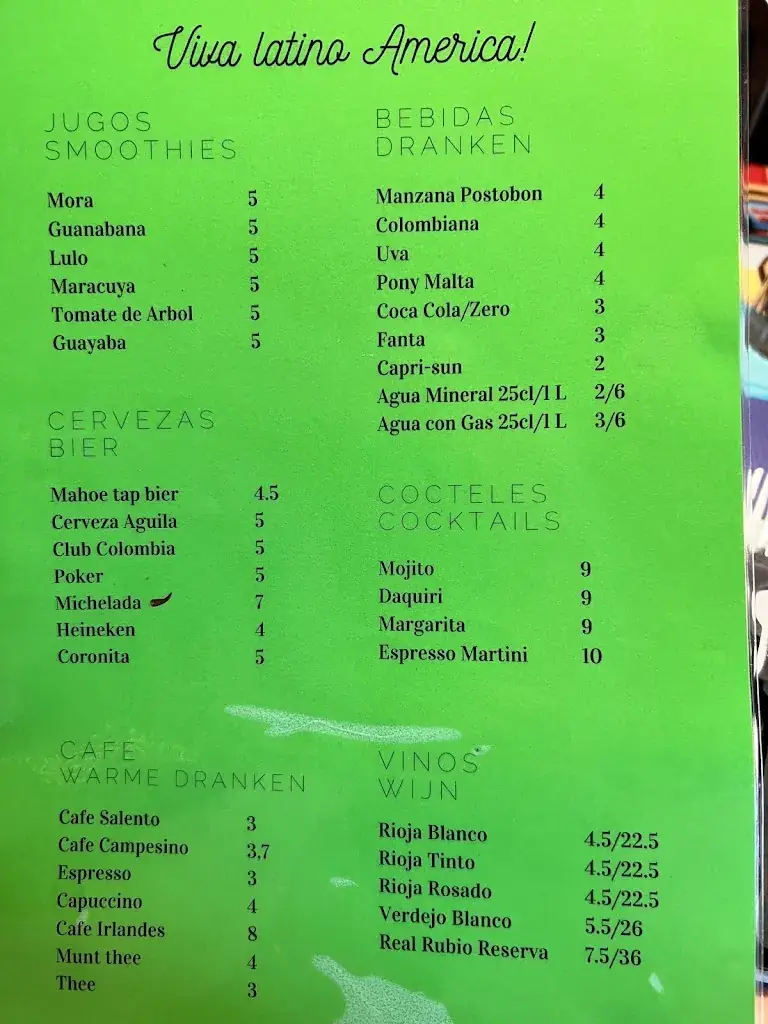 Viva latino America!
JUGOS
SMOOTHIES
Mora 5
Guanabana 5
Lulo 5
Maracuya 5
Tomate de Arbol 5
Guayaba 5
CERVEZAS
BIER
Mahoe tap bier 4.5
Cerveza Aguila 5
Club Colombia 5
Poker 5
Michelada 7
Heineken 4
Coronita 5
CAFE
WARME DRANKEN
Cafe Salento 3
Cafe Campesino 3,7
Espresso 3
Capuccino 4
Cafe Irlandes 8
Munt thee 4
Thee 3
BEBIDAS
DRANKEN
Manzana Postobon 4
Colombiana 4
Uva 4
Pony Malta 4
Coca Cola/Zero 3
Fanta 3
Capri-sun 2
Agua Mineral 25cl/1 L 2/6
Agua con Gas 25cl/1 L 3/6
COCTELES
COCKTAILS
Mojito 9
Daquiri 9
Margarita 9
Espresso Martini 10
VINOS
WIJN
Rioja Blanco 4.5/22.5
Rioja Tinto 4.5/22.5
Rioja Rosado 4.5/22.5
Verdejo Blanco 5.5/26
Real Rubio Reserva 7.5/36